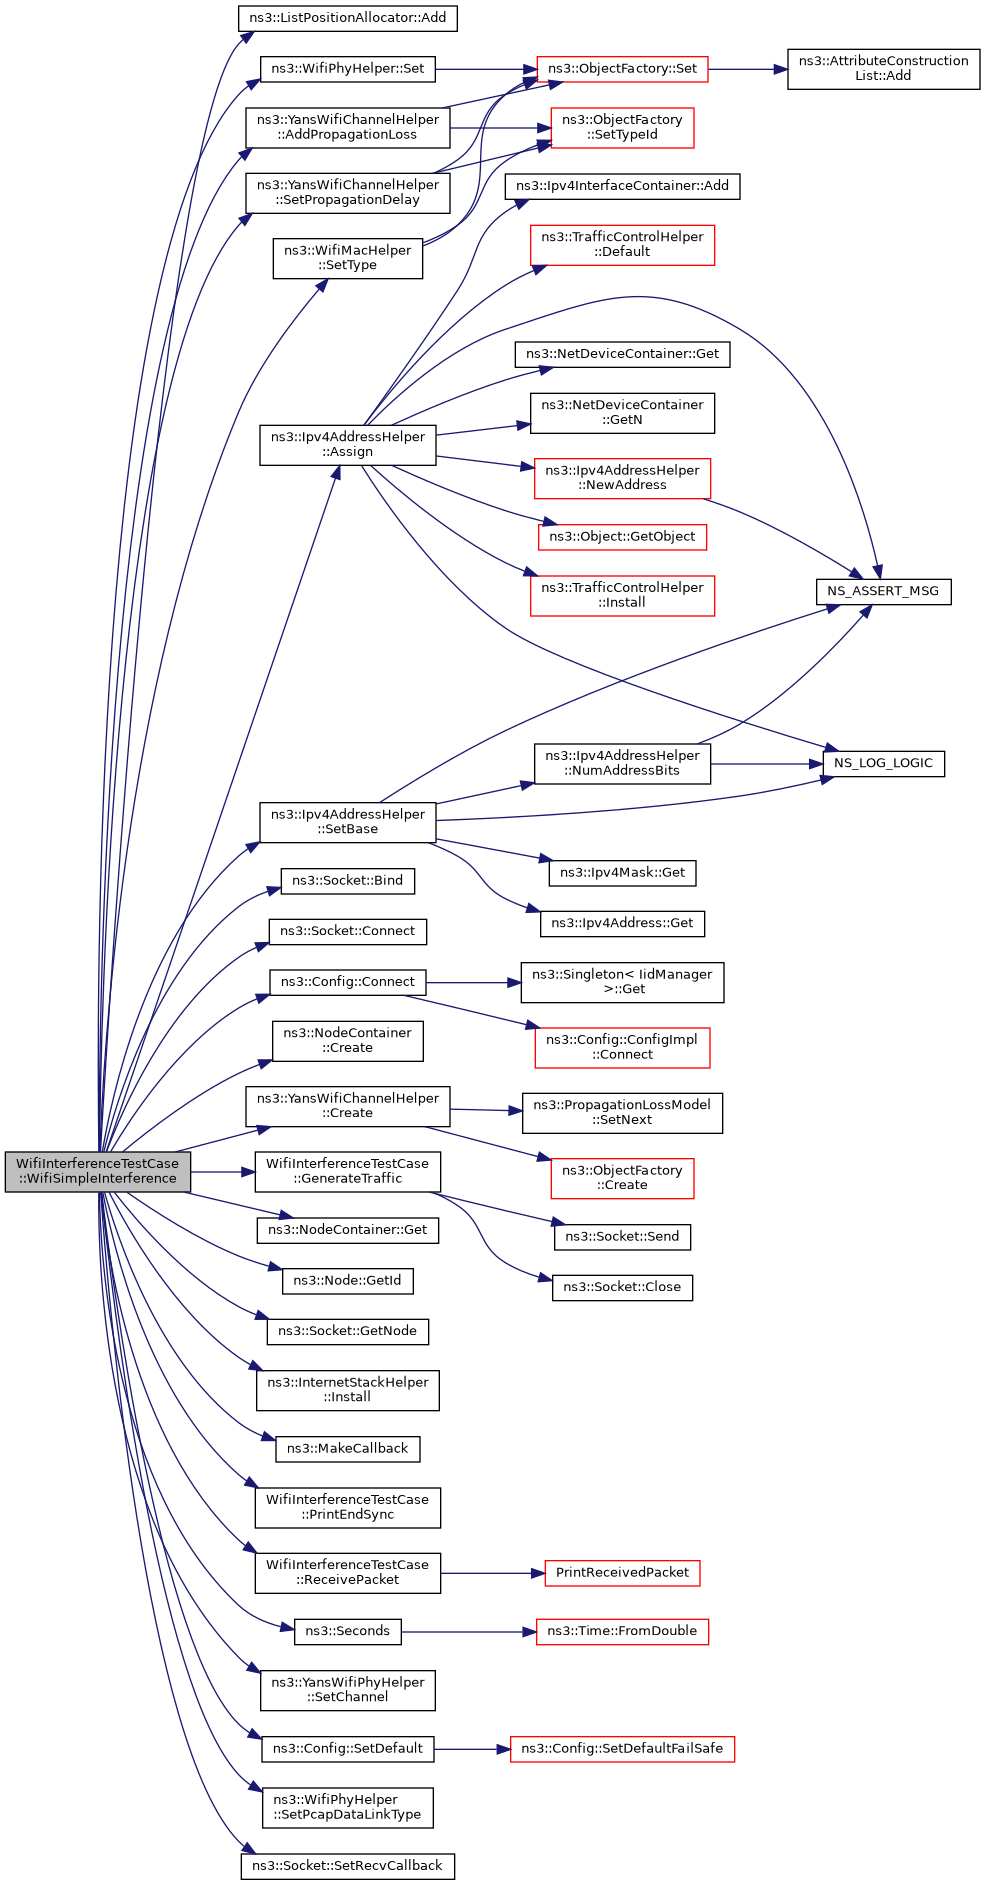 ns3::ListPositionAllocator::Add
ns3::WifiPhyHelper::Set
ns3::ObjectFactory::Set
ns3::AttributeConstruction
List::Add
ns3::YansWifiChannelHelper
::AddPropagationLoss
ns3::ObjectFactory
::SetTypeId
ns3::YansWifiChannelHelper
::SetPropagationDelay
ns3::Ipv4InterfaceContainer::Add
ns3::WifiMacHelper
::SetType
ns3::TrafficControlHelper
::Default
ns3::NetDeviceContainer::Get
ns3::NetDeviceContainer
::GetN
ns3::Ipv4AddressHelper
::Assign
ns3::Ipv4AddressHelper
::NewAddress
ns3::Object::GetObject
ns3::TrafficControlHelper
::Install
NS_ASSERT_MSG
ns3::Ipv4AddressHelper
::NumAddressBits
NS_LOG_LOGIC
ns3::Ipv4AddressHelper
::SetBase
ns3::Ipv4Mask::Get
ns3::Socket::Bind
ns3::Ipv4Address::Get
ns3::Socket::Connect
ns3::Config::Connect
ns3::Singleton< IidManager
>::Get
ns3::NodeContainer
::Create
ns3::Config::ConfigImpl
::Connect
ns3::YansWifiChannelHelper
::Create
ns3::PropagationLossModel
::SetNext
WifiInterferenceTestCase
::WifiSimpleInterference
WifiInterferenceTestCase
::GenerateTraffic
ns3::ObjectFactory
::Create
ns3::NodeContainer::Get
ns3::Socket::Send
ns3::Node::GetId
ns3::Socket::Close
ns3::Socket::GetNode
ns3::InternetStackHelper
::Install
ns3::MakeCallback
WifiInterferenceTestCase
::PrintEndSync
WifiInterferenceTestCase
::ReceivePacket
PrintReceivedPacket
ns3::Seconds
ns3::Time::FromDouble
ns3::YansWifiPhyHelper
::SetChannel
ns3::Config::SetDefault
ns3::Config::SetDefaultFailSafe
ns3::WifiPhyHelper
::SetPcapDataLinkType
ns3::Socket::SetRecvCallback